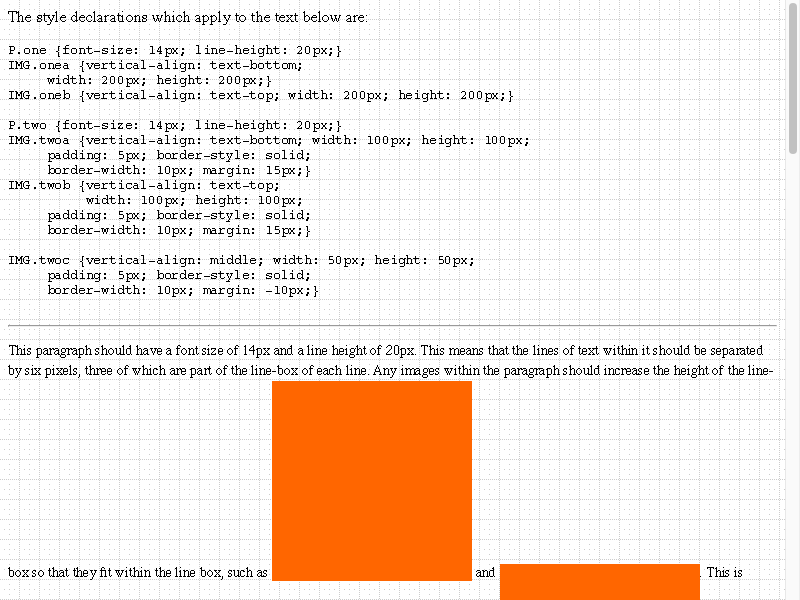 The style declarations which apply to the text below are:
P.one {font-size: 14px; line-height: 20px;}
IMG.onea {vertical-align: text-bottom;
width: 200px; height: 200px;}
IMG.oneb {vertical-align: text-top; width: 200px; height: 200px;}
P.two {font-size: 14px; line-height: 20px;}
IMG.twoa {vertical-align: text-bottom; width: 100px; height: 100px;
padding: 5px; border-style: solid;
border-width: 10px; margin: 15px;}
IMG.twob {vertical-align: text-top;
width: 100px; height: 100px;
padding: 5px; border-style: solid;
border-width: 10px; margin: 15px;}
IMG.twoc {vertical-align: middle; width: 50px; height: 50px;
padding: 5px; border-style: solid;
border-width: 10px; margin: -10px;}
This paragraph should have a font size of 14px and a line height of 20px. This means that the lines of text within it should be separated
by six pixels, three of which are part of the line-box of each line. Any images within the paragraph should increase the height of the line-
box so that they fit within the line box, such as and . This is